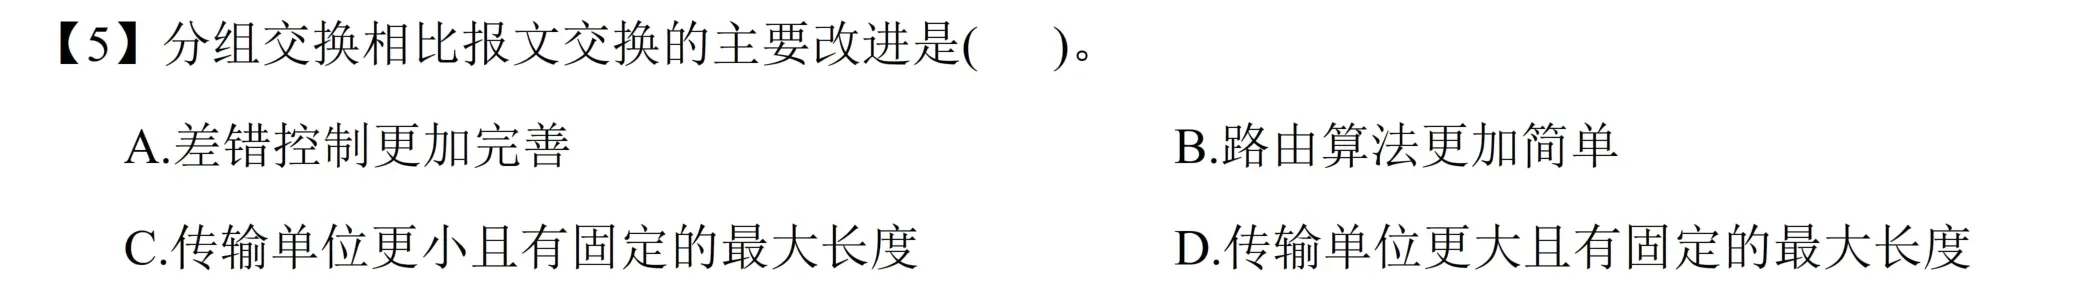 【5】分组交换相比报文交换的主要改进是(    )。
A.差错控制更加完善    B.路由算法更加简单
C.传输单位更小且有固定的最大长度    D.传输单位更大且有固定的最大长度